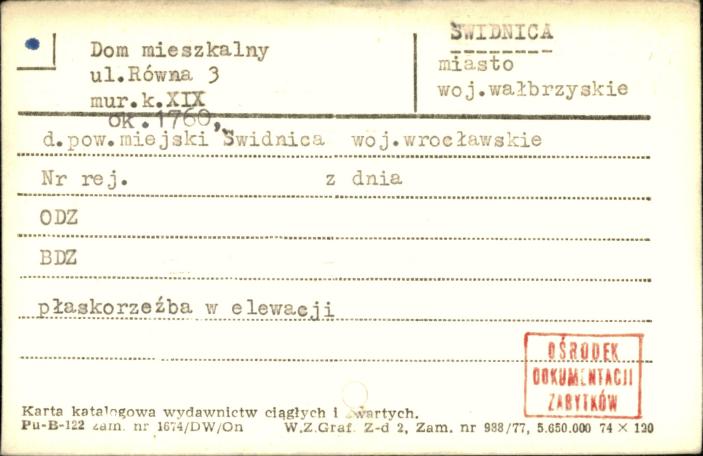 Dom mieszkalny
ul.Równa 3
mur.k.XIX
ok.1760,
ŚWIDNICA
miasto
woj.wałbrzyskie
d.pow.miejski Świdnica woj.wrocławskie
Nr rej. z dnia
ODZ
BDZ
płaskorzeźba w elewacji
OŚRODEK
DOKUMENTACJI
ZABYTKÓW
Karta katalogowa wydawnictw ciągłych i zwartych.
Pu-B-122 zam. nr 1674/DW/On W.Z.Graf. Z-d 2, Zam. nr 988/77, 5.650.000 74 × 120